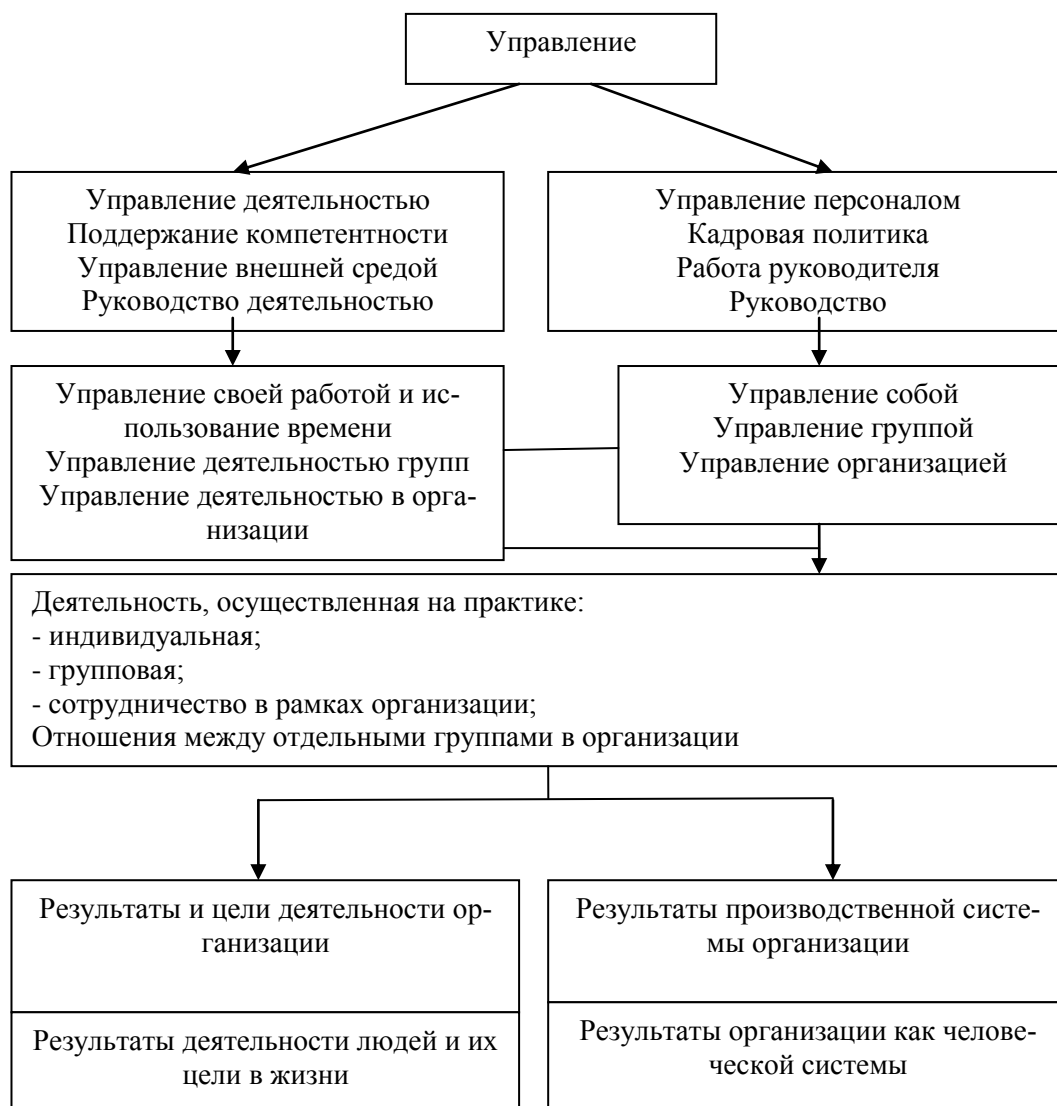 Управление
Управление деятельностью
Поддержание компетентности
Управление внешней средой
Руководство деятельностью
Управление персоналом
Кадровая политика
Работа руководителя
Руководство
Управление своей работой и ис-
пользование времени
Управление деятельностью групп
Управление деятельностью в орга-
низации
Управление собой
Управление группой
Управление организацией
Деятельность, осуществленная на практике:
- индивидуальная;
- групповая;
- сотрудничество в рамках организации;
Отношения между отдельными группами в организации
Результаты и цели деятельности ор-
ганизации
Результаты производственной систе-
мы организации
Результаты деятельности людей и их
цели в жизни
Результаты организации как челове-
ческой системы